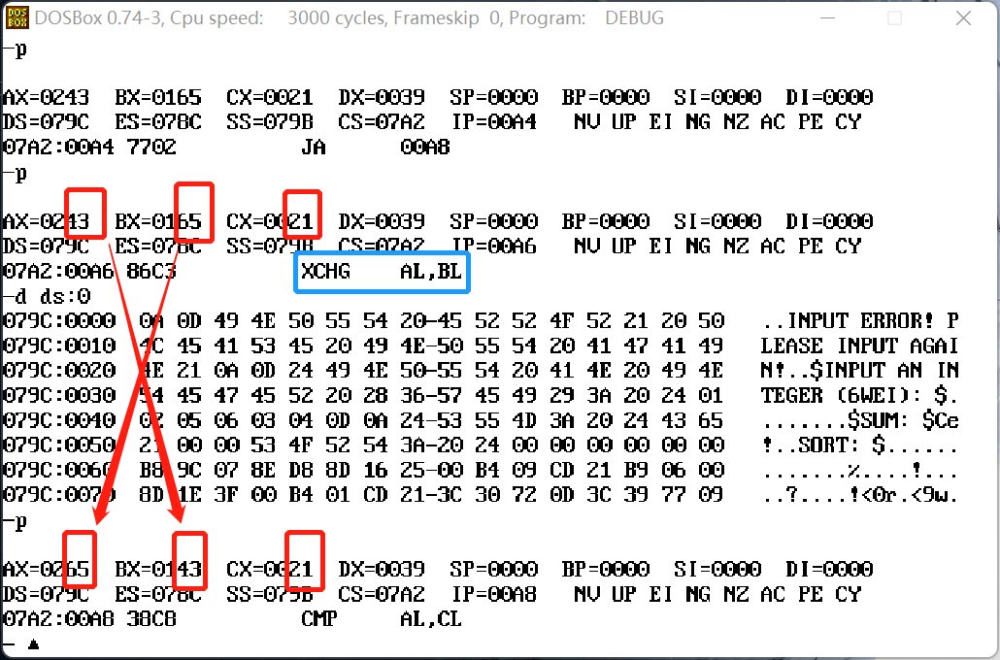 DOS BOX DOSBox 0.74-3, Cpu speed: 3000 cycles, Frameskip 0, Program: DEBUG
-p
AX=0243 BX=0165 CX=0021 DX=0039 SP=0000 BP=0000 SI=0000 DI=0000
DS=079C ES=078C SS=079B CS=07A2 IP=00A4 NV UP EI NG NZ AC PE CY
07A2:00A4 7702 JA 00A8
-p
AX=0243 BX=0165 CX=0021 DX=0039 SP=0000 BP=0000 SI=0000 DI=0000
DS=079C ES=078C SS=079B CS=07A2 IP=00A6 NV UP EI NG NZ AC PE CY
07A2:00A6 86C3 XCHG AL,BL
-d ds:0
079C:0000 0A 0D 49 4E 50 55 54 20-45 52 52 4F 52 21 20 50 ..INPUT ERROR! P
079C:0010 4C 45 41 53 45 20 49 4E-50 55 54 20 41 47 41 49 LEASE INPUT AGAI
079C:0020 4E 21 0A 0D 24 49 4E 50-55 54 20 41 4E 20 49 4E N!..$INPUT AN IN
079C:0030 54 45 47 45 52 20 28 36-57 45 49 29 3A 20 24 01 TEGER (6WEI): $.
079C:0040 02 05 06 03 04 0D 0A 24-53 55 4D 3A 20 24 43 65 .......$SUM: $Ce
079C:0050 21 00 00 53 4F 52 54 3A-20 24 00 00 00 00 00 00 !..SORT: $......
079C:0060 B8 9C 07 8E D8 8D 16 25-00 B4 09 CD 21 B9 06 00 .......%....!...
079C:0070 8D 1E 3F 00 B4 01 CD 21-3C 30 72 0D 3C 39 77 09 ..?....!<0r.<9w.
-p
AX=0265 BX=0143 CX=0021 DX=0039 SP=0000 BP=0000 SI=0000 DI=0000
DS=079C ES=078C SS=079B CS=07A2 IP=00A8 NV UP EI NG NZ AC PE CY
07A2:00A8 38C8 CMP AL,CL
-